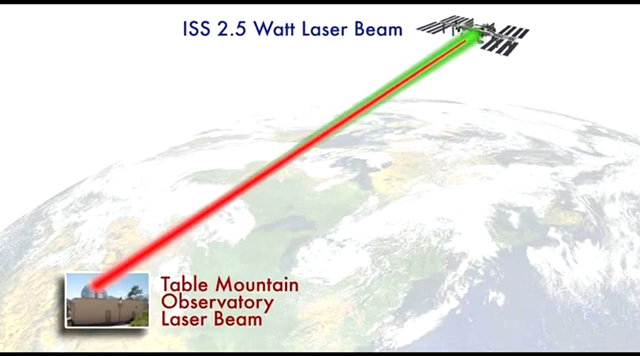 ISS 2.5 Watt Laser Beam
Table Mountain
Observatory
Laser Beam